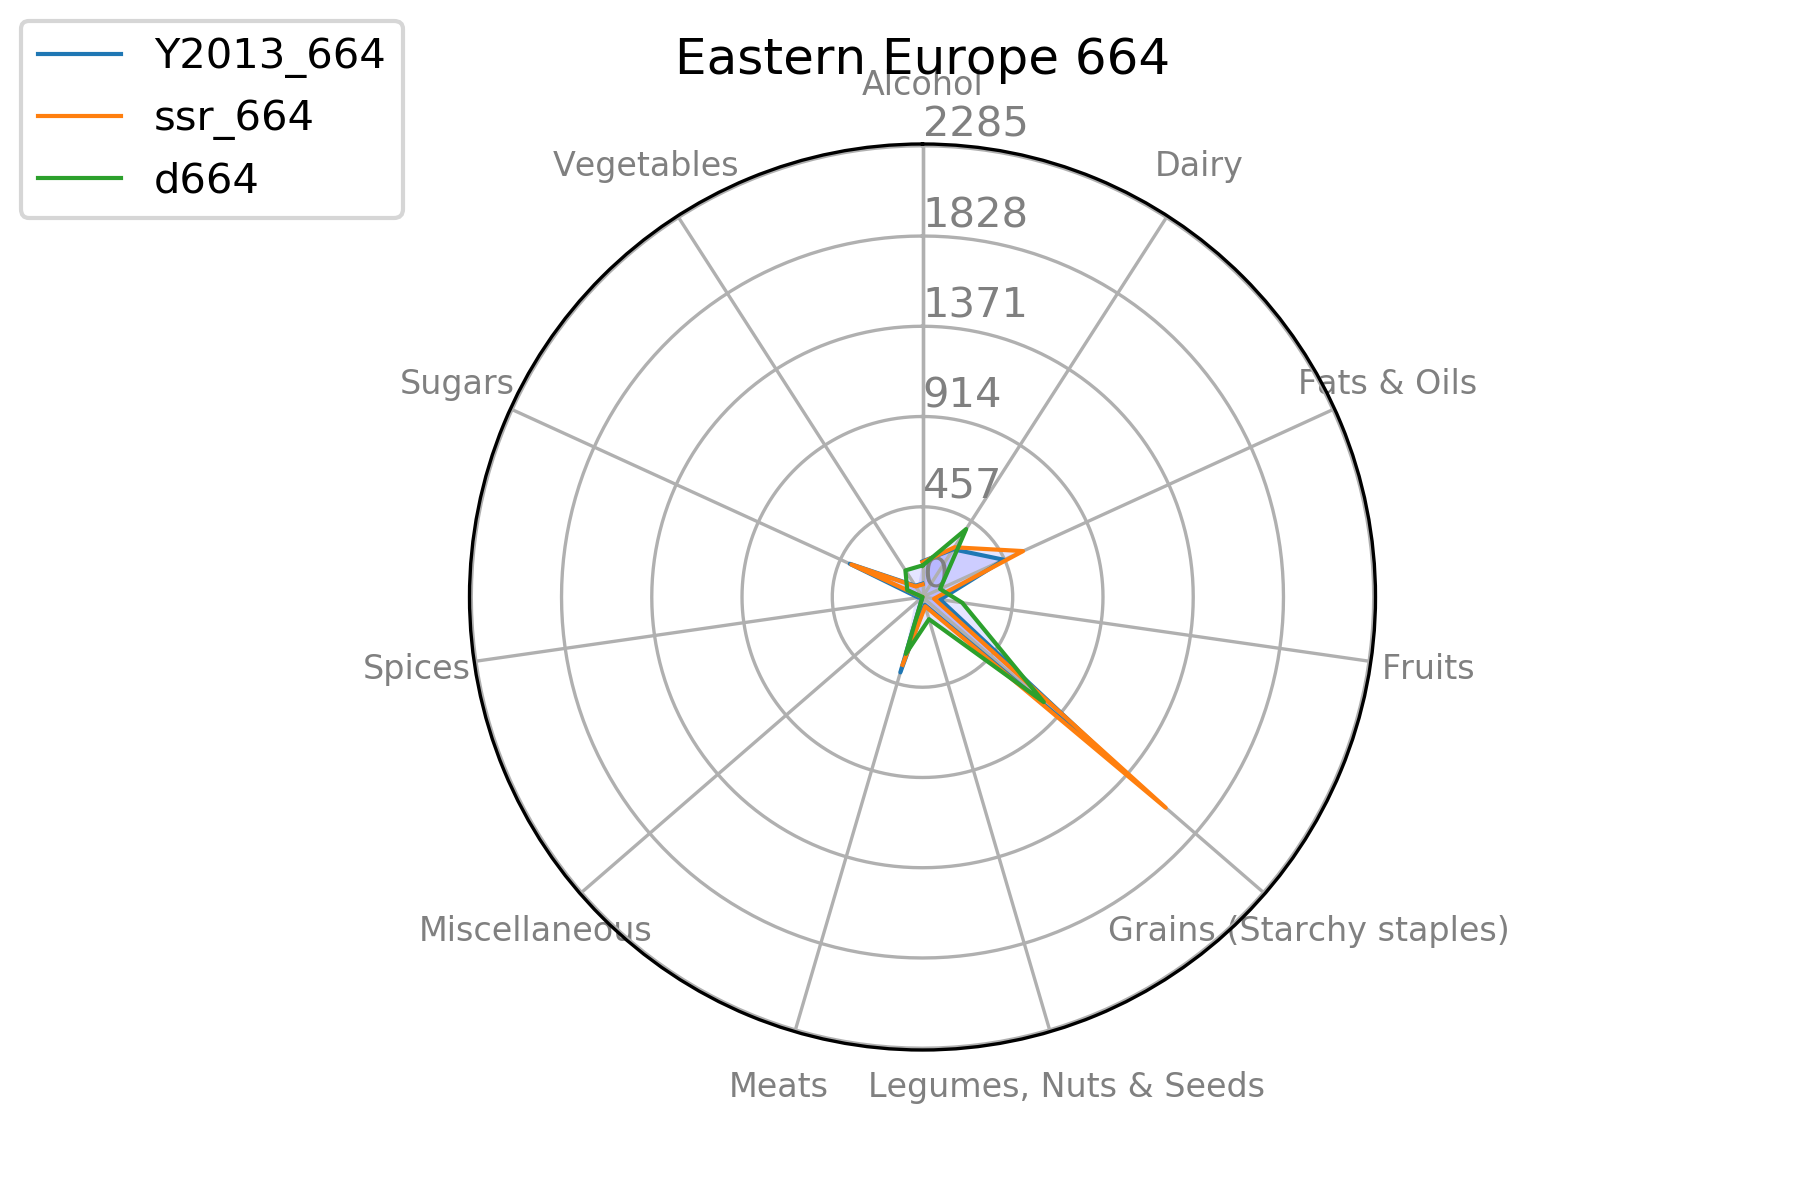 Y2013_664
ssr_664
d664
Eastern Europe 664
Alcohol
2285
Vegetables
Dairy
1828
1371
Sugars
Fats & Oils
914
457
0
Spices
Fruits
Miscellaneous
Grains (Starchy staples)
Meats
Legumes, Nuts & Seeds